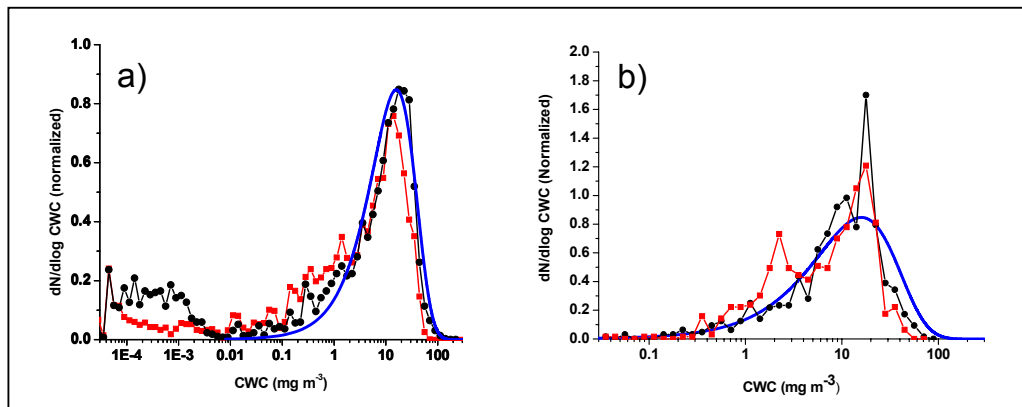 a)
dN/dlog CWC (normalized)
1.0
0.8
0.6
0.4
0.2
0.0
1E-4 1E-3 0.01 0.1 1 10 100
CWC (mg m-3)
b)
dN/dlog CWC (Normalized)
2.0
1.8
1.6
1.4
1.2
1.0
0.8
0.6
0.4
0.2
0.0
0.1 1 10 100
CWC (mg m-3)